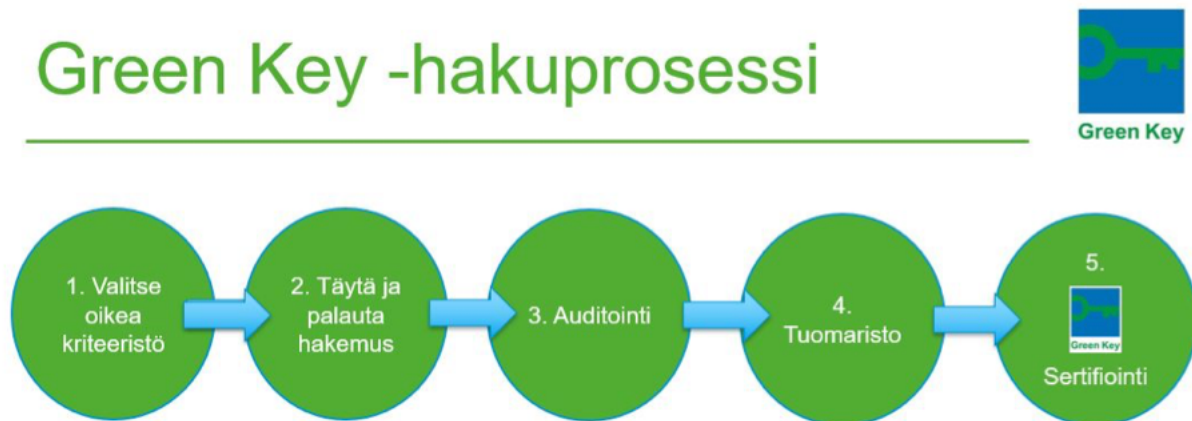 Green Key -hakuprosessi
Green Key
1. Valitse
oikea
kriteeristö
2. Täytä ja
palauta
hakemus
3. Auditointi
4.
Tuomaristo
5.
Green Key
Sertifiointi